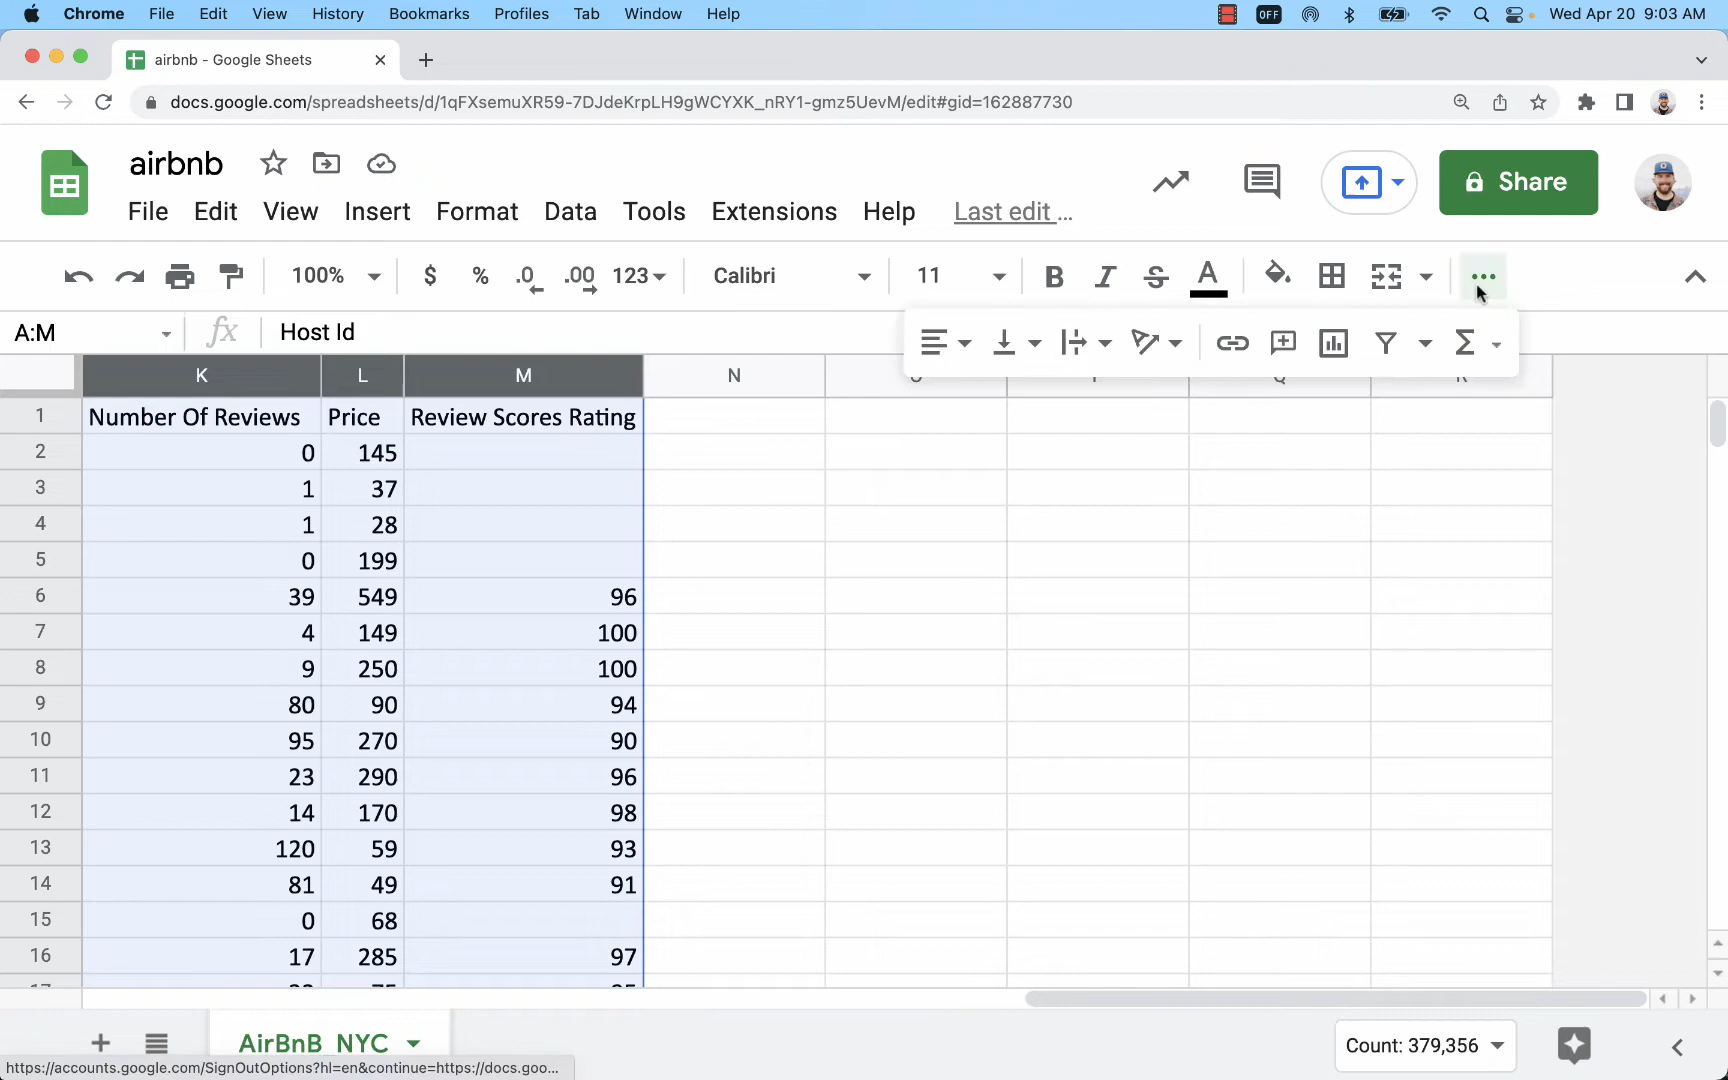 Chrome File Edit View History Bookmarks Profiles Tab Window Help OFF Wed Apr 20 9:03 AM
airbnb - Google Sheets
docs.google.com/spreadsheets/d/1qFXsemuXR59-7DJdeKrpLH9gWCYXK_nRY1-gmz5UevM/edit#gid=162887730
airbnb
Share
File Edit View Insert Format Data Tools Extensions Help Last edit ...
100% $ % .0 .00 123 Calibri 11 B I S A
A:M fx Host Id
K L M N
1 Number Of Reviews Price Review Scores Rating
2 0 145
3 1 37
4 1 28
5 0 199
6 39 549 96
7 4 149 100
8 9 250 100
9 80 90 94
10 95 270 90
11 23 290 96
12 14 170 98
13 120 59 93
14 81 49 91
15 0 68
16 17 285 97
AirBnB NYC Count: 379,356
https://accounts.google.com/SignOutOptions?hl=en&continue=https://docs.goo...